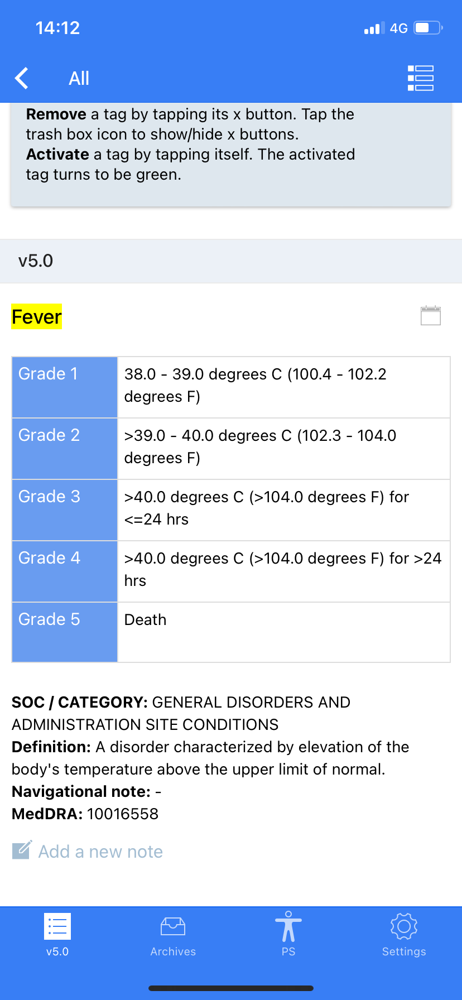 14:12
4G
All
Remove a tag by tapping its x button. Tap the
trash box icon to show/hide x buttons.
Activate a tag by tapping itself. The activated
tag turns to be green.
v5.0
Fever
Grade 1
38.0 - 39.0 degrees C (100.4 - 102.2
degrees F)
Grade 2
>39.0 - 40.0 degrees C (102.3 - 104.0
degrees F)
Grade 3
>40.0 degrees C (>104.0 degrees F) for
<=24 hrs
Grade 4
>40.0 degrees C (>104.0 degrees F) for >24
hrs
Grade 5
Death
SOC / CATEGORY: GENERAL DISORDERS AND
ADMINISTRATION SITE CONDITIONS
Definition: A disorder characterized by elevation of the
body's temperature above the upper limit of normal.
Navigational note: -
MedDRA: 10016558
Add a new note
v5.0
Archives
PS
Settings